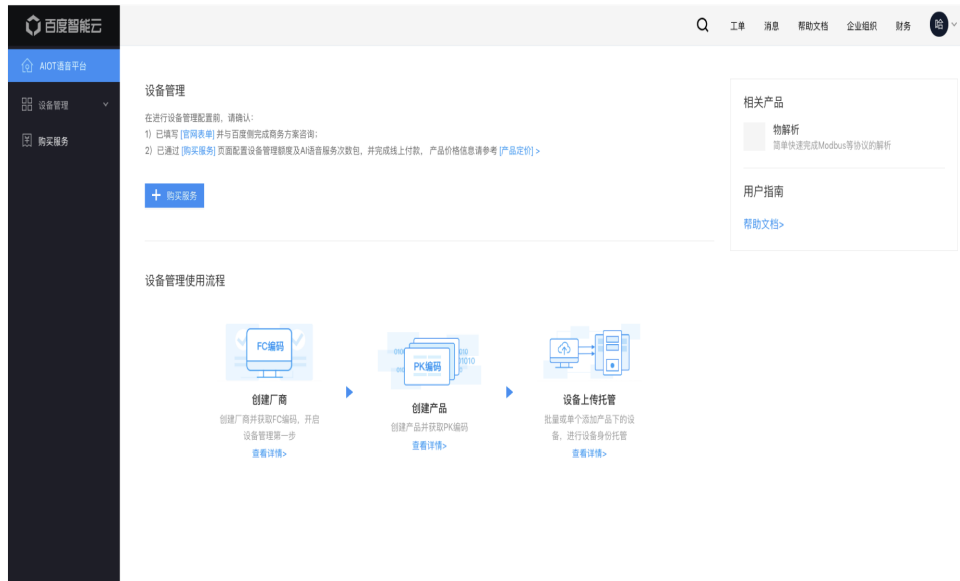 百度智能云
工单 消息 帮助文档 企业组织 财务 哈
AIOT语音平台
设备管理
购买服务
设备管理
在进行设备管理配置前，请确认：
1）已填写 [官网表单] 并与百度侧完成商务方案咨询；
2）已通过 [购买服务] 页面配置设备管理额度及AI语音服务次数包，并完成线上付款， 产品价格信息请参考 [产品定价] >
+ 购买服务
相关产品
物解析
简单快速完成Modbus等协议的解析
用户指南
帮助文档>
设备管理使用流程
FC编码
创建厂商
创建厂商并获取FC编码，开启
设备管理第一步
查看详情>
PK编码
01010
创建产品
创建产品并获取PK编码
查看详情>
设备上传托管
批量或单个添加产品下的设
备，进行设备身份托管
查看详情>